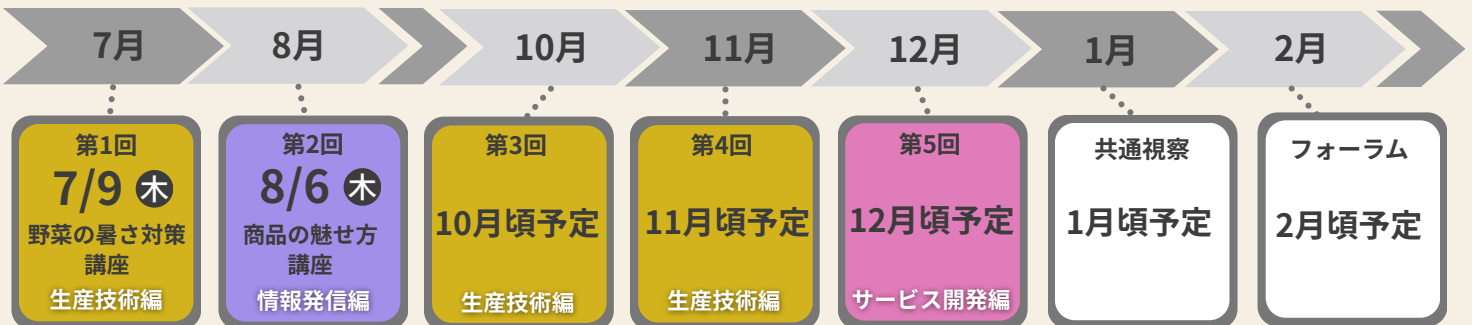 7月
8月
10月
11月
12月
1月
2月
第1回
7/9 木
野菜の暑さ対策
講座
生産技術編
第2回
8/6 木
商品の魅せ方
講座
情報発信編
第3回
10月頃予定
生産技術編
第4回
11月頃予定
生産技術編
第5回
12月頃予定
サービス開発編
共通視察
1月頃予定
フォーラム
2月頃予定